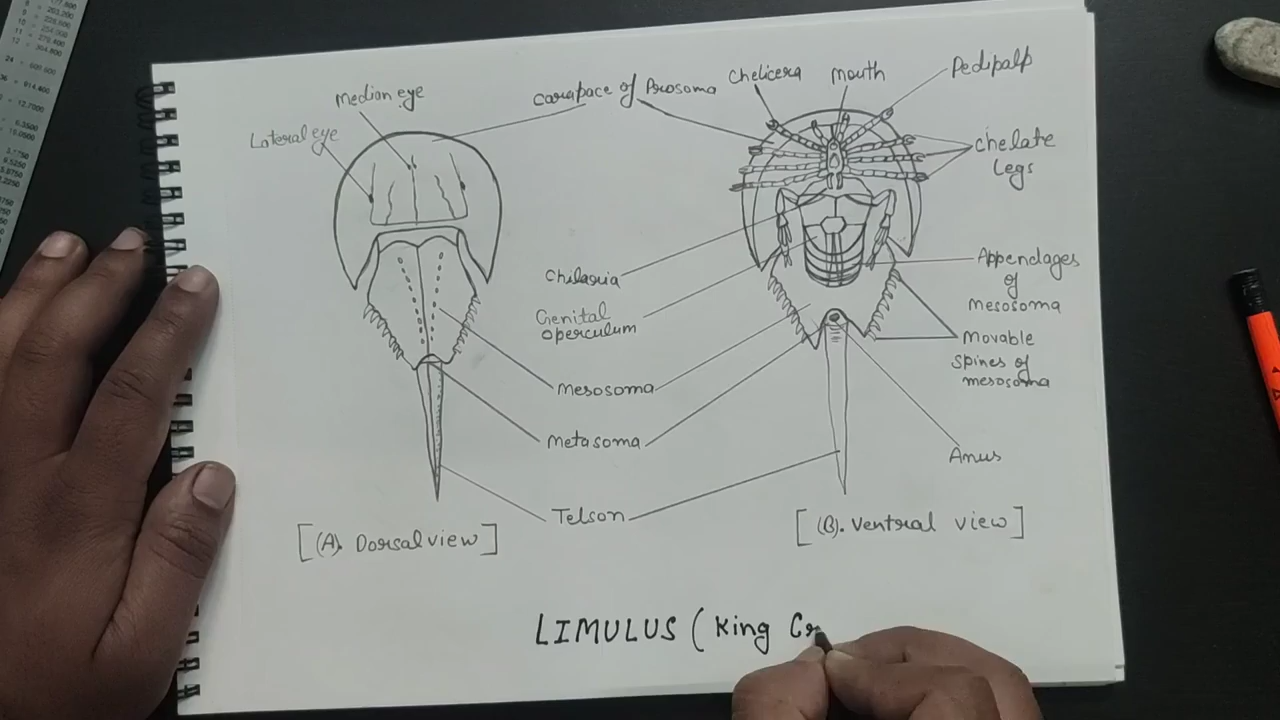 Median eye
Lateral eye
Carapace of Prosoma
Chelicera
Mouth
Pedipalp
Chelate
Legs
Chilaria
Genital
operculum
Mesosoma
Metasoma
Telson
Appendages
of
mesosoma
Movable
spines of
mesosoma
Anus
[(A). Dorsal view]
[(B). Ventral view]
LIMULUS (King Cr